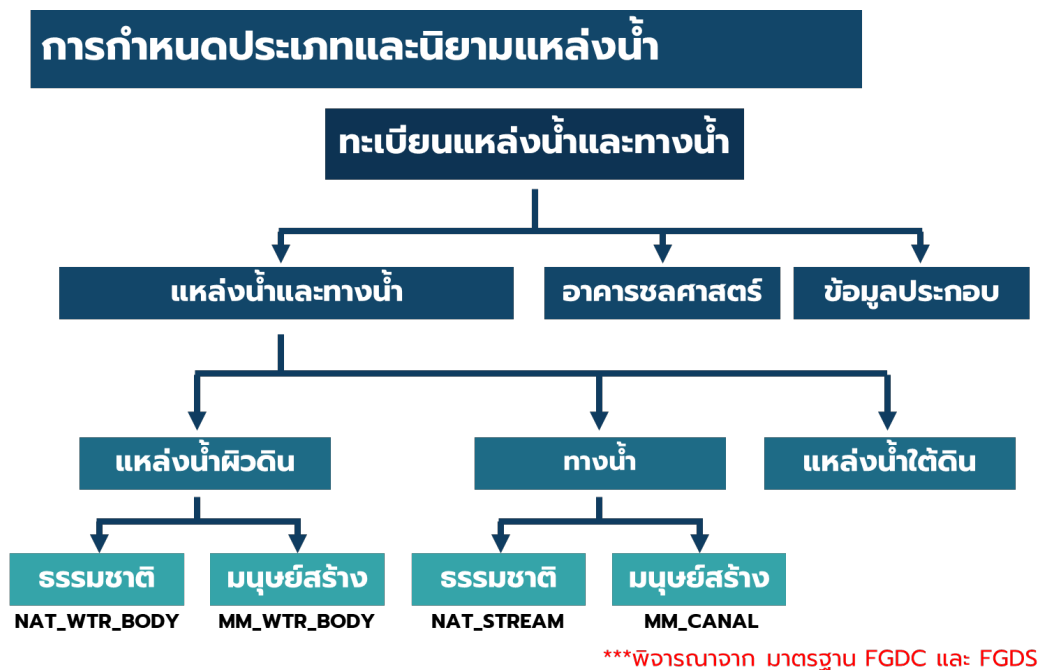 การกำหนดประเภทและนิยามแหล่งน้ำ
ทะเบียนแหล่งน้ำและทางน้ำ
แหล่งน้ำและทางน้ำ
อาคารชลศาสตร์
ข้อมูลประกอบ
แหล่งน้ำผิวดิน
ทางน้ำ
แหล่งน้ำใต้ดิน
ธรรมชาติ
มนุษย์สร้าง
ธรรมชาติ
มนุษย์สร้าง
NAT_WTR_BODY
MM_WTR_BODY
NAT_STREAM
MM_CANAL
***พิจารณาจาก มาตรฐาน FGDC และ FGDS